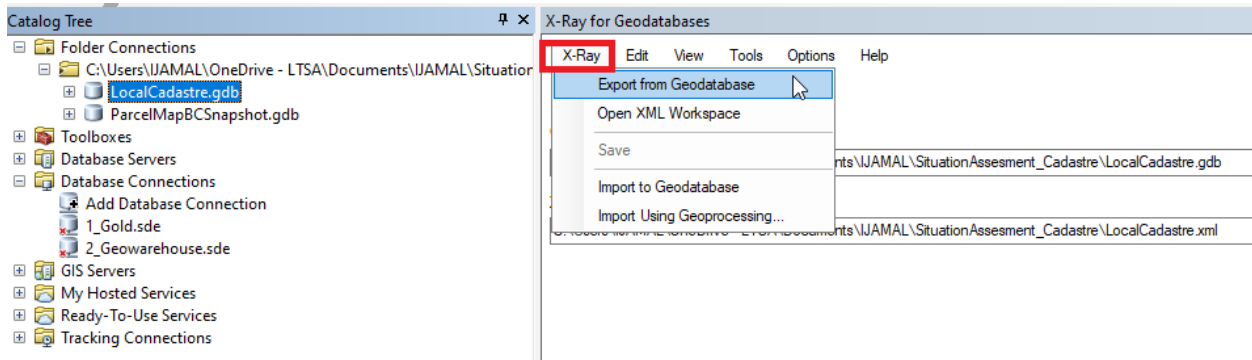 Catalog Tree
Folder Connections
C:\Users\IJAMAL\OneDrive - LTSA\Documents\IJAMAL\Situation
LocalCadastre.gdb
ParcelMapBCSnapshot.gdb
Toolboxes
Database Servers
Database Connections
Add Database Connection
1_Gold.sde
2_Geowarehouse.sde
GIS Servers
My Hosted Services
Ready-To-Use Services
Tracking Connections
X-Ray for Geodatabases
X-Ray Edit View Tools Options Help
Export from Geodatabase
Open XML Workspace
Save
Import to Geodatabase
Import Using Geoprocessing...
nts\IJAMAL\SituationAssesment_Cadastre\LocalCadastre.gdb
\IJAMAL\SituationAssesment_Cadastre\LocalCadastre.xml